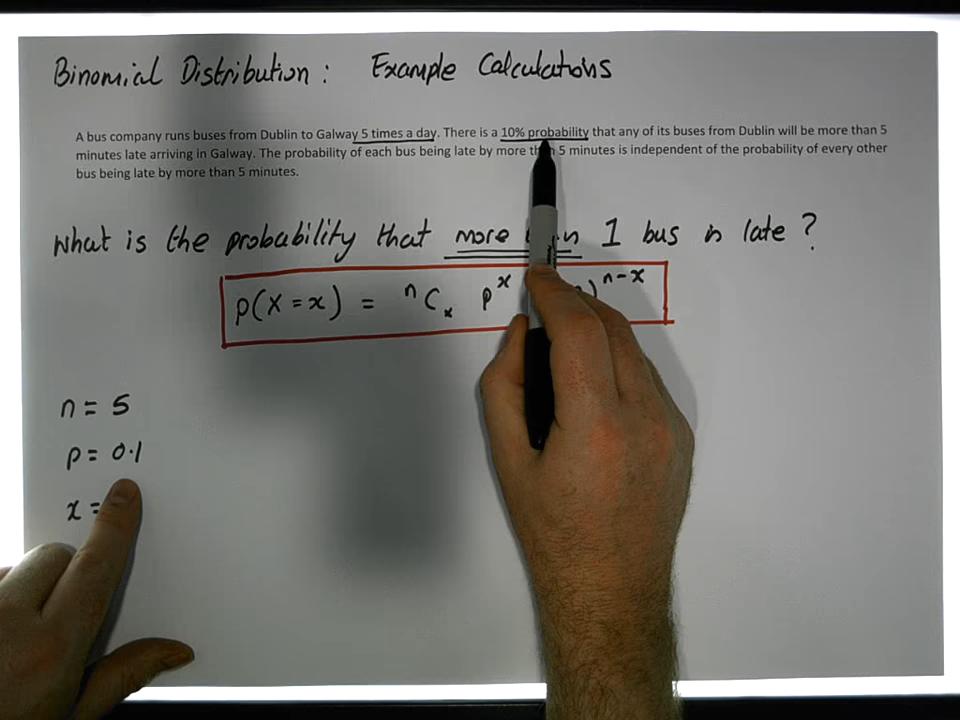 Binomial Distribution: Example Calculations
A bus company runs buses from Dublin to Galway 5 times a day. There is a 10% probability that any of its buses from Dublin will be more than 5
minutes late arriving in Galway. The probability of each bus being late by more 5 minutes is independent of the probability of every other
bus being late by more than 5 minutes.
What is the probability that more 1 bus is late?
P(X=x) = nCx p^x )^n-x
n = 5
p = 0.1
x =